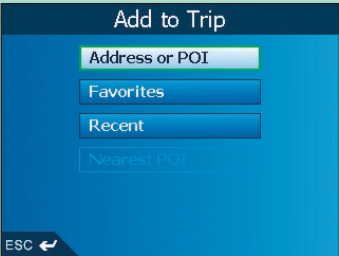 Add to Trip
Address or POI
Favorites
Recent
Nearest POI
ESC